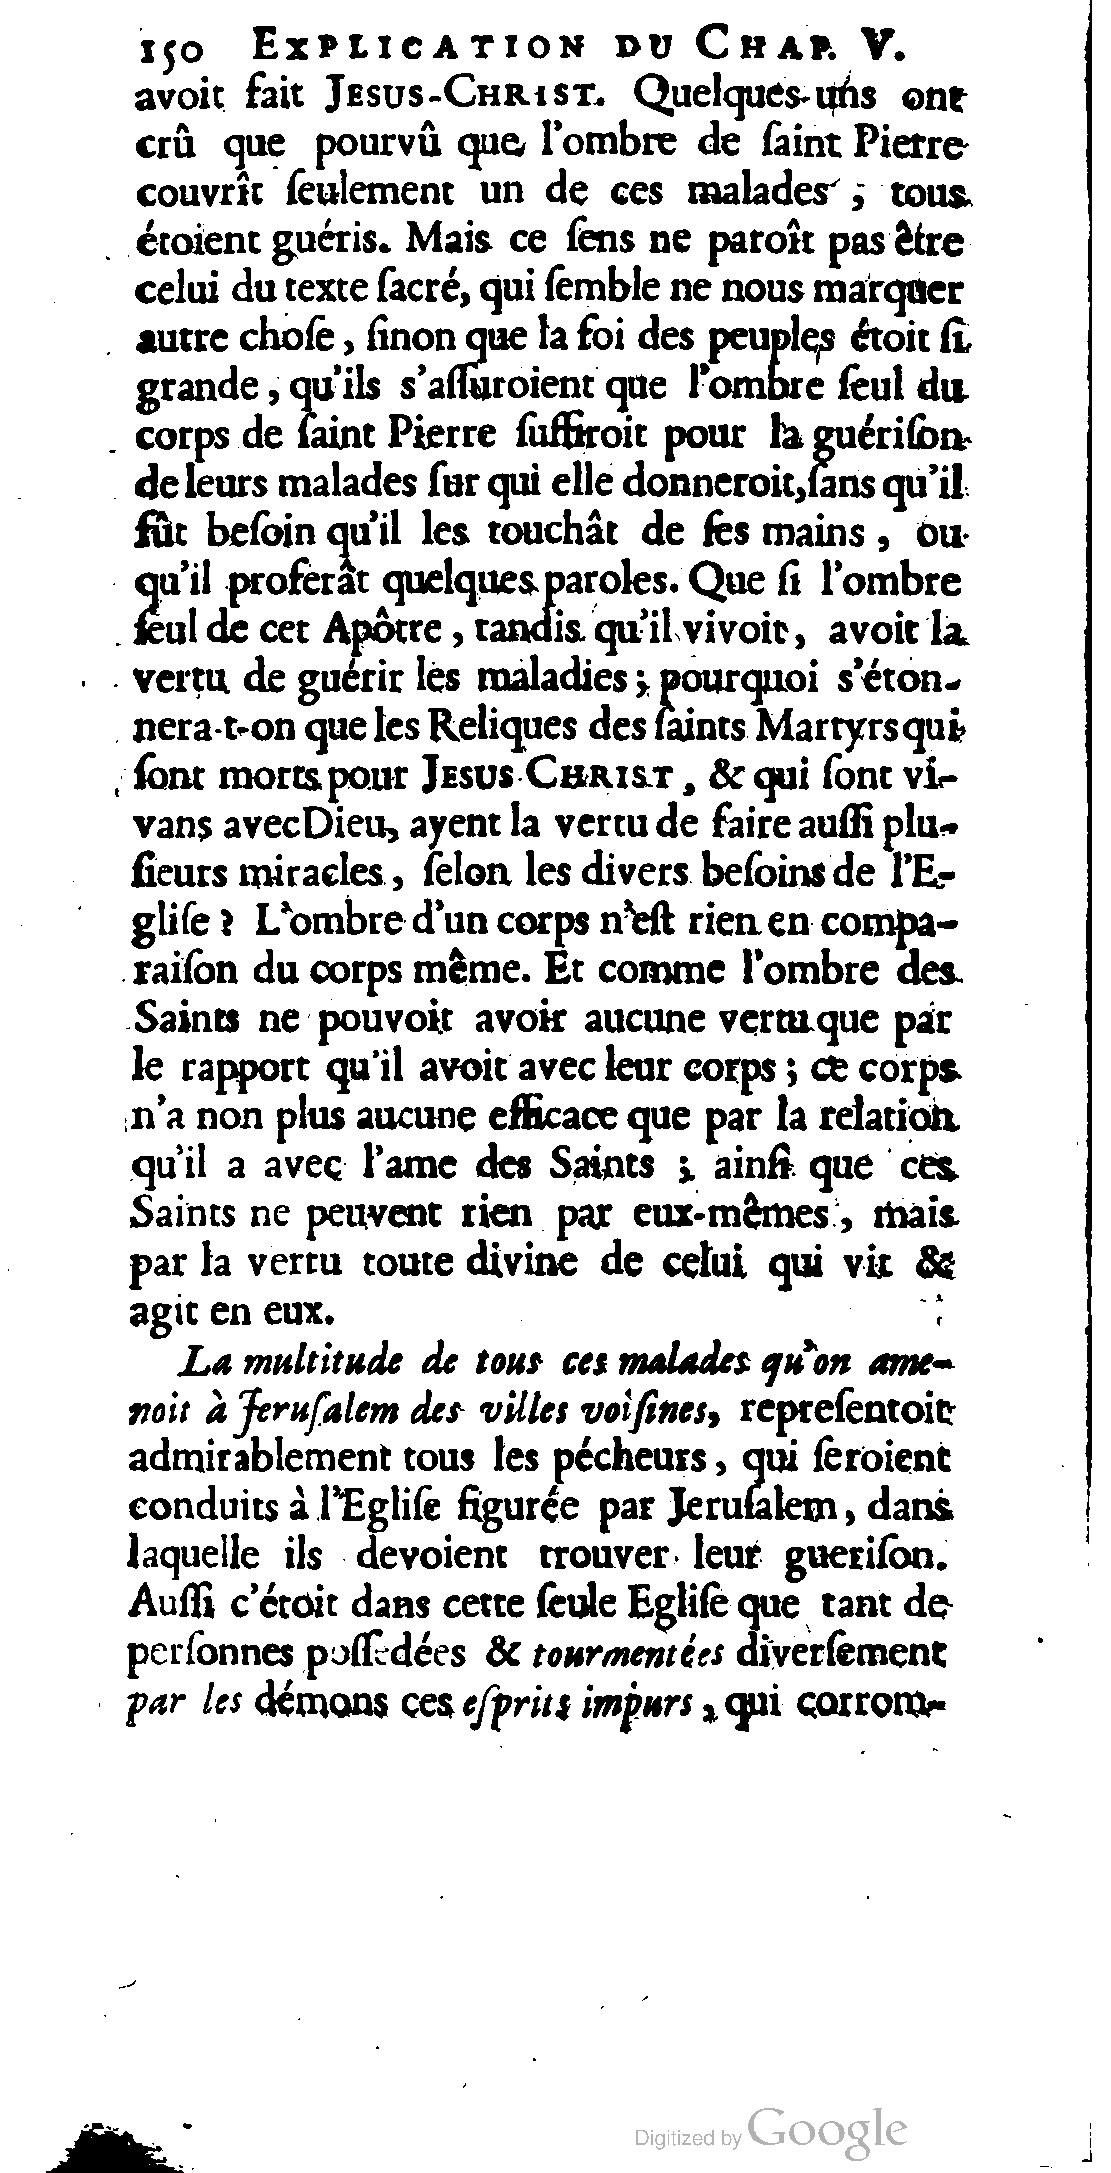 150 EXPLICATION DU CHAP. V.
avoit fait JESUS-CHRIST. Quelques-uns ont
crû que pourvû que l'ombre de ſaint Pierre
couvrît ſeulement un de ces malades ; tous
étoient guéris. Mais ce ſens ne paroît pas être
celui du texte ſacré, qui ſemble ne nous marquer
autre choſe, ſinon que la foi des peuples étoit ſi
grande, qu'ils s'aſſuroient que l'ombre ſeul du
corps de ſaint Pierre ſuffiroit pour la guériſon
de leurs malades ſur qui elle donneroit, ſans qu'il
fût beſoin qu'il les touchât de ſes mains, ou
qu'il proferât quelques paroles. Que ſi l'ombre
ſeul de cet Apôtre, tandis qu'il vivoit, avoit la
vertu de guérir les maladies ; pourquoi s'éton-
nera-t-on que les Reliques des ſaints Martyrs qui
ſont morts pour JESUS-CHRIST, & qui ſont vi-
vans avec Dieu, ayent la vertu de faire auſſi plu-
ſieurs miracles, ſelon les divers beſoins de l'E-
gliſe ? L'ombre d'un corps n'eſt rien en compa-
raiſon du corps même. Et comme l'ombre des
Saints ne pouvoit avoir aucune vertu que par
le rapport qu'il avoit avec leur corps ; ce corps
n'a non plus aucune efficace que par la relation
qu'il a avec l'ame des Saints ; ainſi que ces
Saints ne peuvent rien par eux-mêmes, mais
par la vertu toute divine de celui qui vit &
agit en eux.
La multitude de tous ces malades qu'on ame-
noit à Jeruſalem des villes voiſines, repreſentoit
admirablement tous les pécheurs, qui ſeroient
conduits à l'Egliſe figurée par Jeruſalem, dans
laquelle ils devoient trouver leur gueriſon.
Auſſi c'étoit dans cette ſeule Egliſe que tant de
perſonnes poſſedées & tourmentées diverſement
par les démons ces eſprits impurs, qui corrom-
Digitized by Google